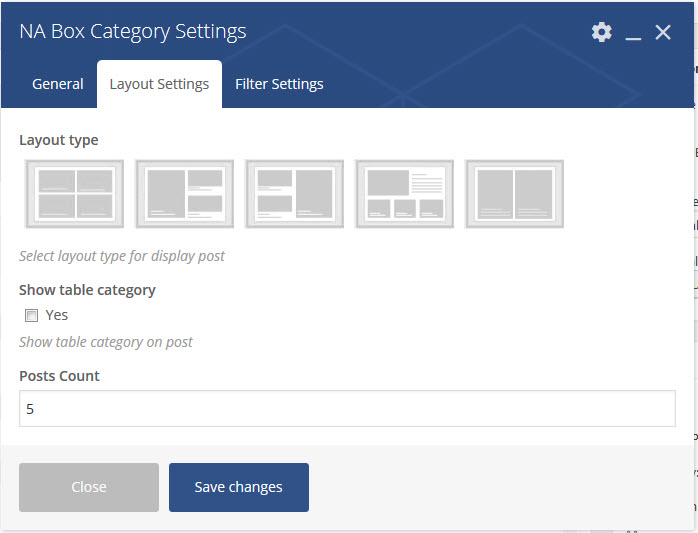 NA Box Category Settings
General Layout Settings Filter Settings
Layout type
Select layout type for display post
Show table category
Yes
Show table category on post
Posts Count
5
Close Save changes